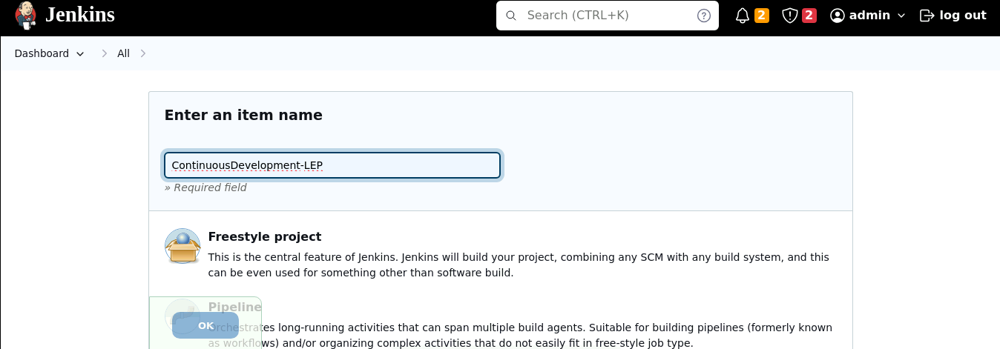 Jenkins
Search (CTRL+K)
2
2
admin
log out
Dashboard
All
Enter an item name
ContinuousDevelopment-LEP
» Required field
Freestyle project
This is the central feature of Jenkins. Jenkins will build your project, combining any SCM with any build system, and this
can be even used for something other than software build.
Pipeline
Orchestrates long-running activities that can span multiple build agents. Suitable for building pipelines (formerly known
as workflows) and/or organizing complex activities that do not easily fit in free-style job type.
OK